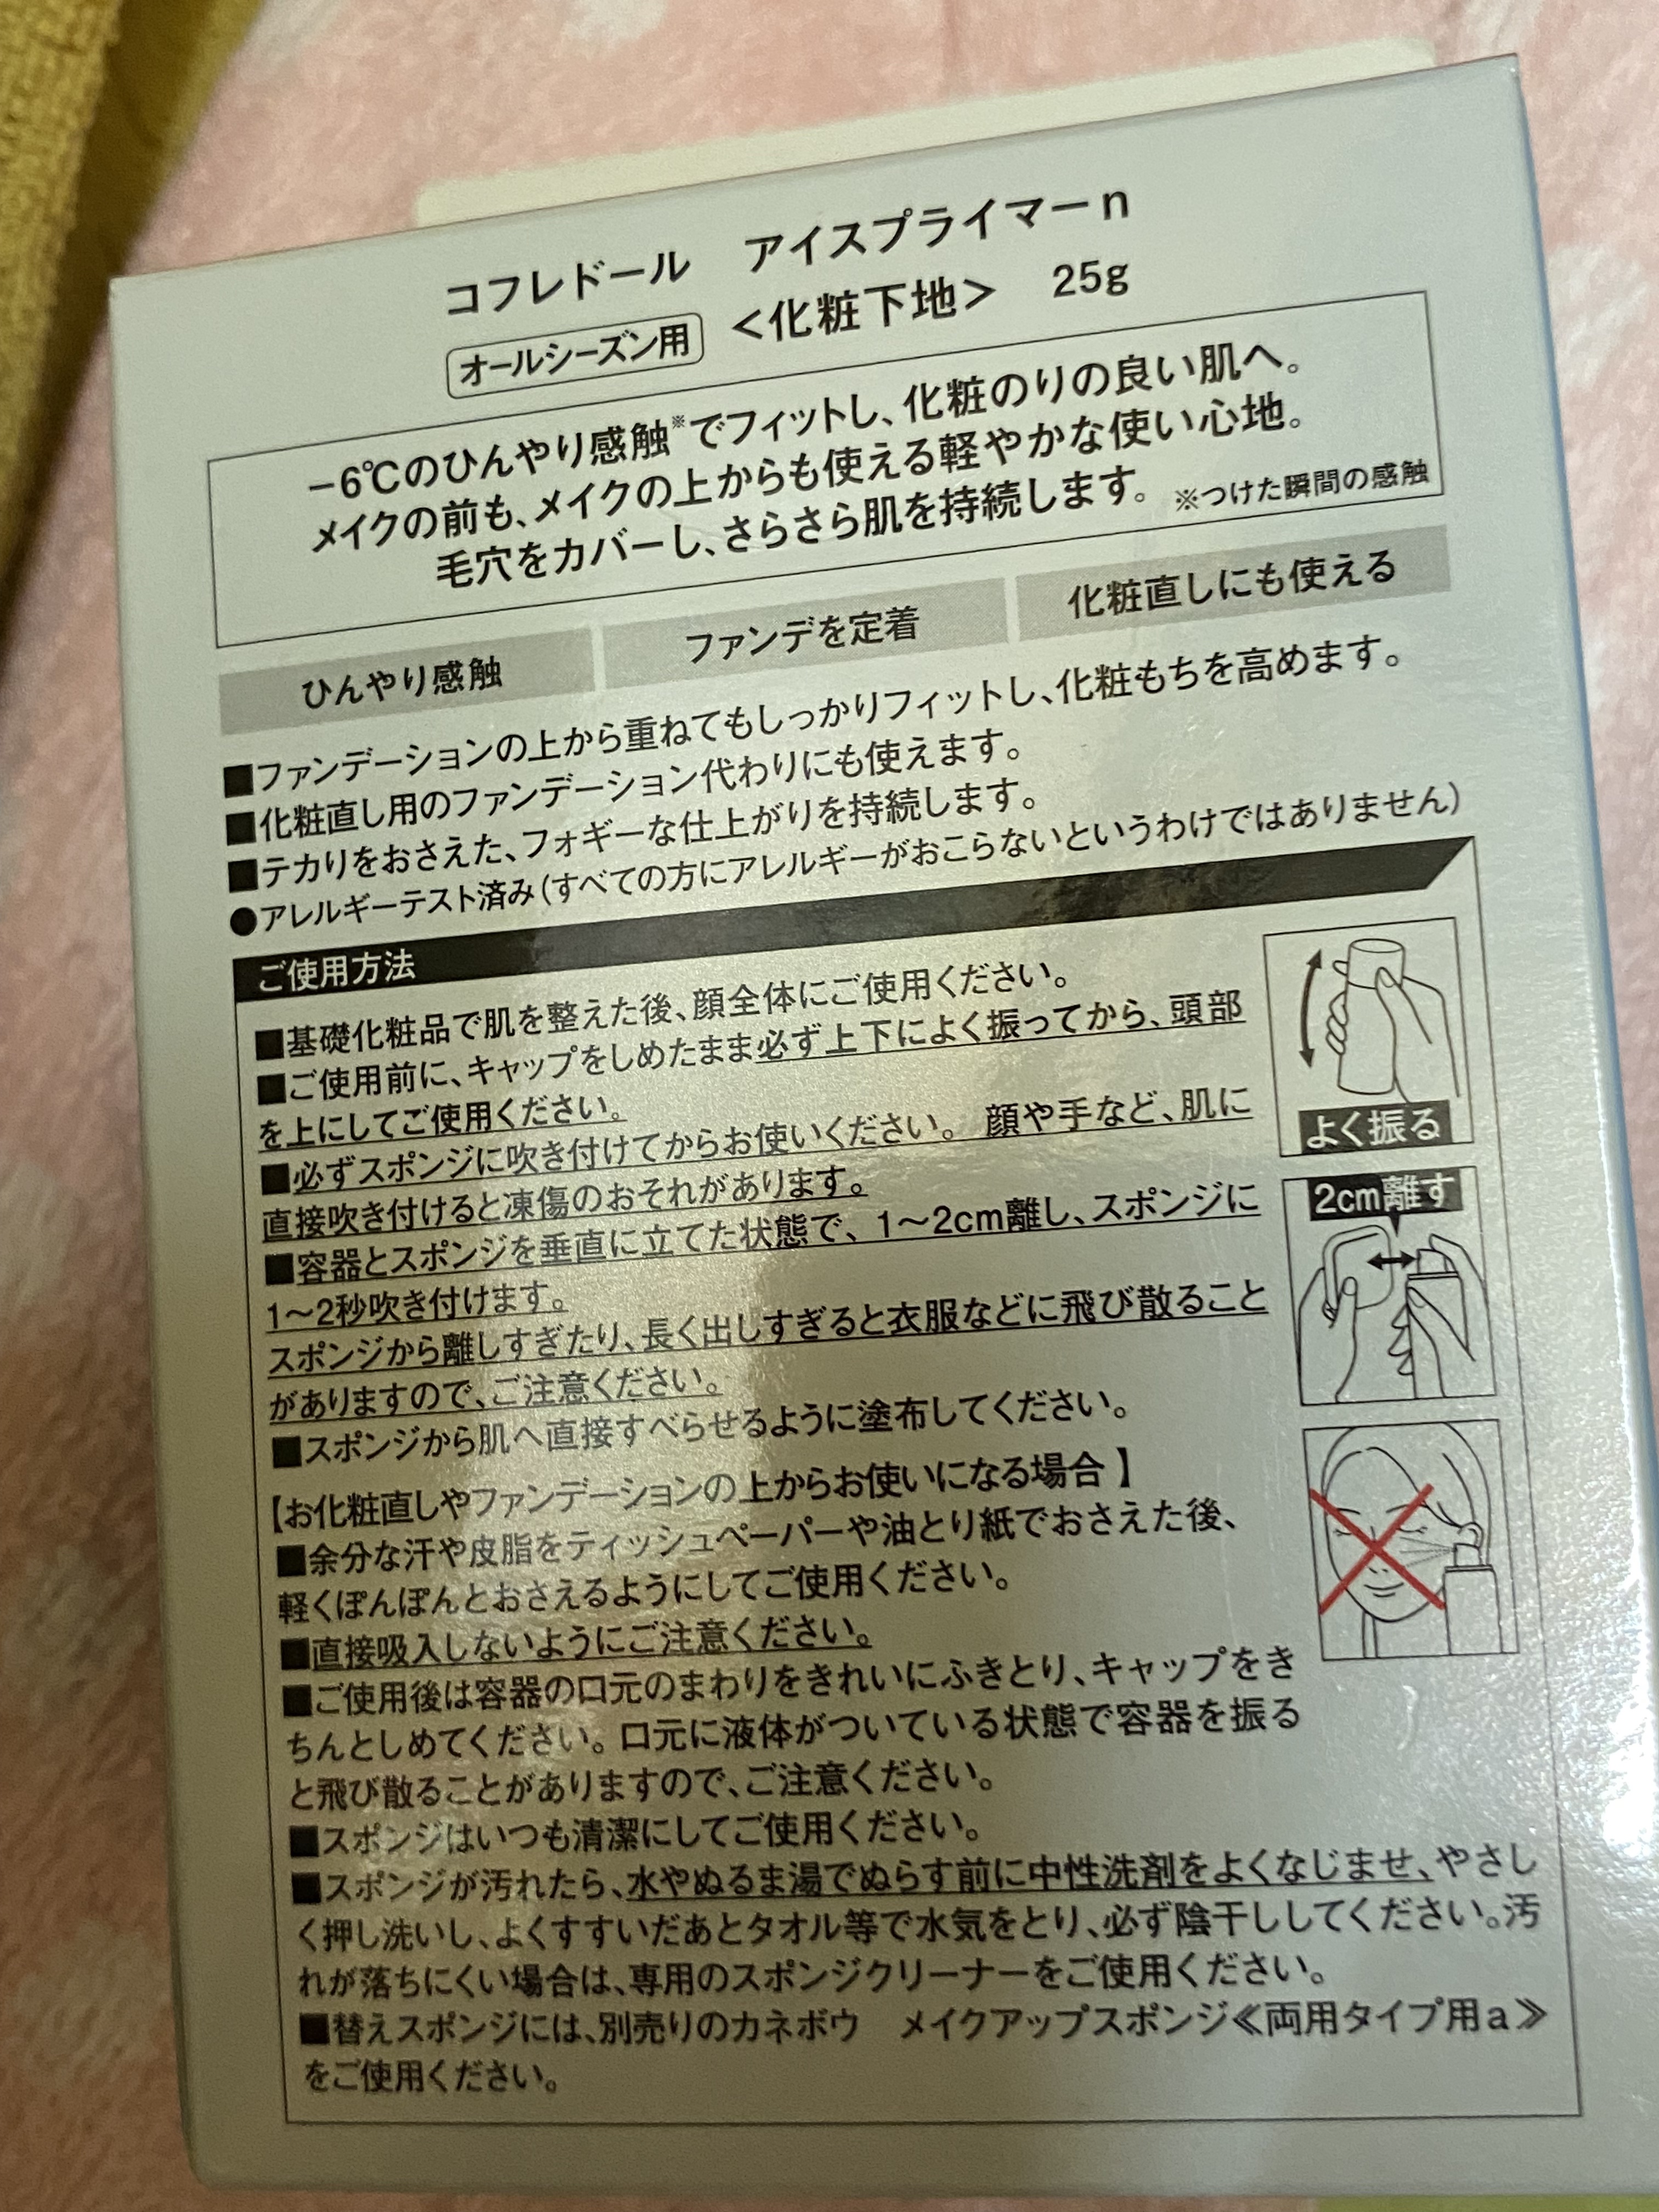 コフレドール　アイスプライマーn
オールシーズン用 <化粧下地>　25g
−6℃のひんやり感触※でフィットし、化粧のりの良い肌へ。
メイクの前も、メイクの上からも使える軽やかな使い心地。
毛穴をカバーし、さらさら肌を持続します。 ※つけた瞬間の感触
ひんやり感触 ファンデを定着 化粧直しにも使える
■ファンデーションの上から重ねてもしっかりフィットし、化粧もちを高めます。
■化粧直し用のファンデーション代わりにも使えます。
■テカりをおさえた、フォギーな仕上がりを持続します。
●アレルギーテスト済み(すべての方にアレルギーがおこらないというわけではありません)
ご使用方法
■基礎化粧品で肌を整えた後、顔全体にご使用ください。
■ご使用前に、キャップをしめたまま必ず上下によく振ってから、頭部
を上にしてご使用ください。
よく振る
■必ずスポンジに吹き付けてからお使いください。 顔や手など、肌に
直接吹き付けると凍傷のおそれがあります。
2cm離す
■容器とスポンジを垂直に立てた状態で、1〜2cm離し、スポンジに
1〜2秒吹き付けます。
スポンジから離しすぎたり、長く出しすぎると衣服などに飛び散ること
がありますので、ご注意ください。
■スポンジから肌へ直接すべらせるように塗布してください。
【お化粧直しやファンデーションの上からお使いになる場合】
■余分な汗や皮脂をティッシュペーパーや油とり紙でおさえた後、
軽くぽんぽんとおさえるようにしてご使用ください。
■直接吸入しないようにご注意ください。
■ご使用後は容器の口元のまわりをきれいにふきとり、キャップをき
ちんとしめてください。口元に液体がついている状態で容器を振る
と飛び散ることがありますので、ご注意ください。
■スポンジはいつも清潔にしてご使用ください。
■スポンジが汚れたら、水やぬるま湯でぬらす前に中性洗剤をよくなじませ、やさし
く押し洗いし、よくすすいだあとタオル等で水気をとり、必ず陰干ししてください。汚
れが落ちにくい場合は、専用のスポンジクリーナーをご使用ください。
■替えスポンジには、別売りのカネボウ　メイクアップスポンジ≪両用タイプ用a≫
をご使用ください。